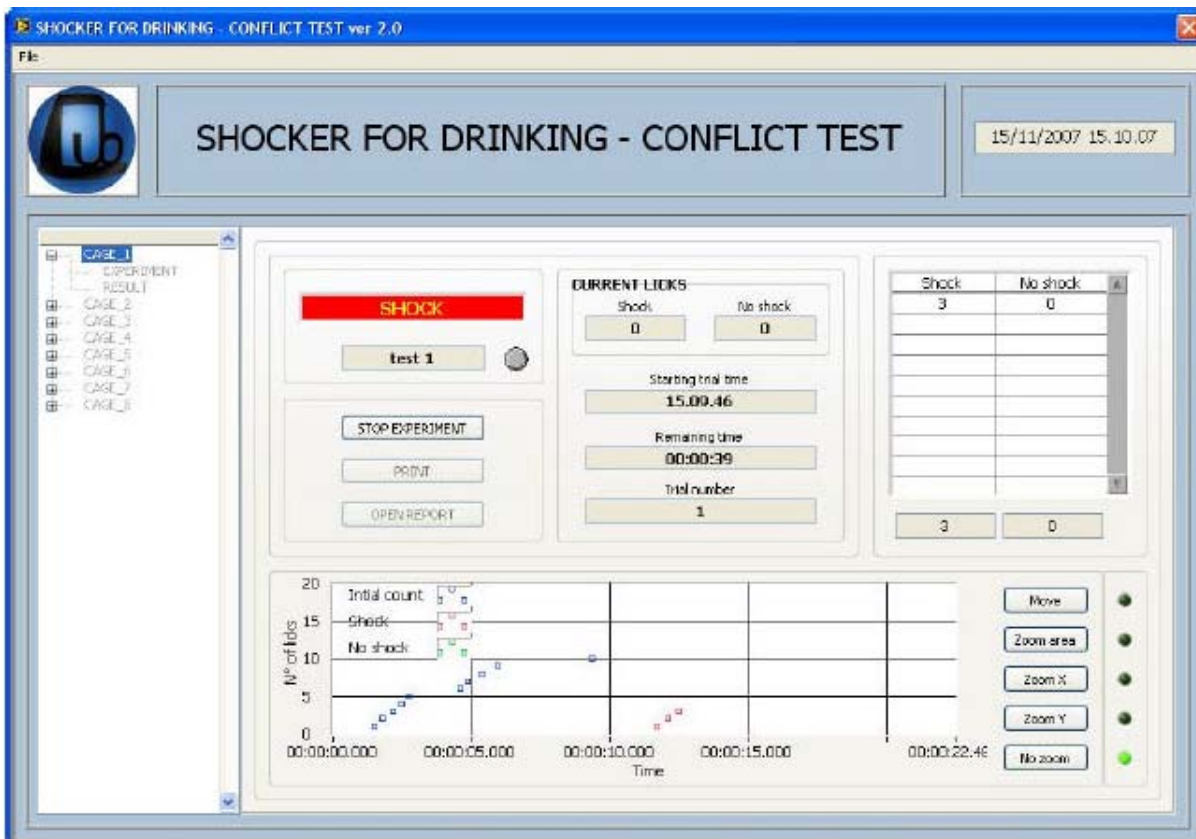 SHOCKER FOR DRINKING - CONFLICT TEST ver 2.0
File
SHOCKER FOR DRINKING - CONFLICT TEST
15/11/2007 15.10.07
CAGE_1
EXPERIMENT
RESULT
CAGE_2
CAGE_3
CAGE_4
CAGE_5
CAGE_6
CAGE_7
CAGE_8
SHOCK
test 1
STOP EXPERIMENT
PRINT
OPEN REPORT
CURRENT LICKS
Shock No shock
0 0
Starting trial time
15.09.46
Remaining time
00:00:39
Trial number
1
Shock No shock
3 0
3 0
Intial count
Shock
No shock
N° of licks
20
15
10
5
0
00:00:00.000 00:00:05.000 00:00:10.000 00:00:15.000 00:00:22.46
Time
Move
Zoom area
Zoom X
Zoom Y
No zoom